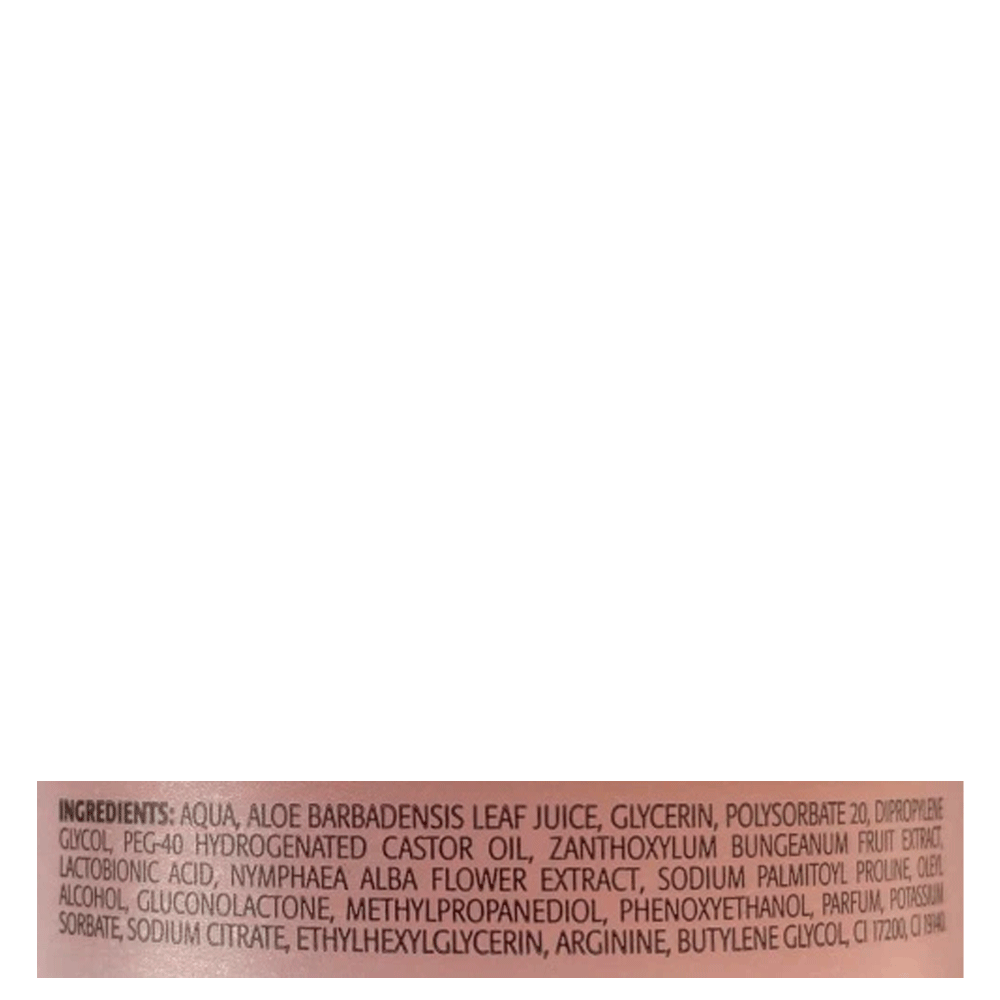 INGREDIENTS: AQUA, ALOE BARBADENSIS LEAF JUICE, GLYCERIN, POLYSORBATE 20, DIPROPYLENE
GLYCOL, PEG-40 HYDROGENATED CASTOR OIL, ZANTHOXYLUM BUNGEANUM FRUIT EXTRACT,
LACTOBIONIC ACID, NYMPHAEA ALBA FLOWER EXTRACT, SODIUM PALMITOYL PROLINE, OLEYL
ALCOHOL, GLUCONOLACTONE, METHYLPROPANEDIOL, PHENOXYETHANOL, PARFUM, POTASSIUM
SORBATE, SODIUM CITRATE, ETHYLHEXYLGLYCERIN, ARGININE, BUTYLENE GLYCOL, CI 17200, CI 19140.